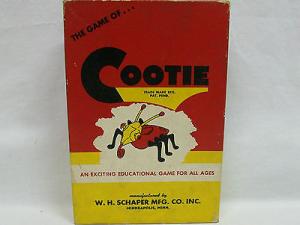 THE GAME OF...
COOTIE
TRADE MARK REG.
PAT. PEND.
AN EXCITING EDUCATIONAL GAME FOR ALL AGES
manufactured by
W. H. SCHAPER MFG. CO. INC.
MINNEAPOLIS, MINN.